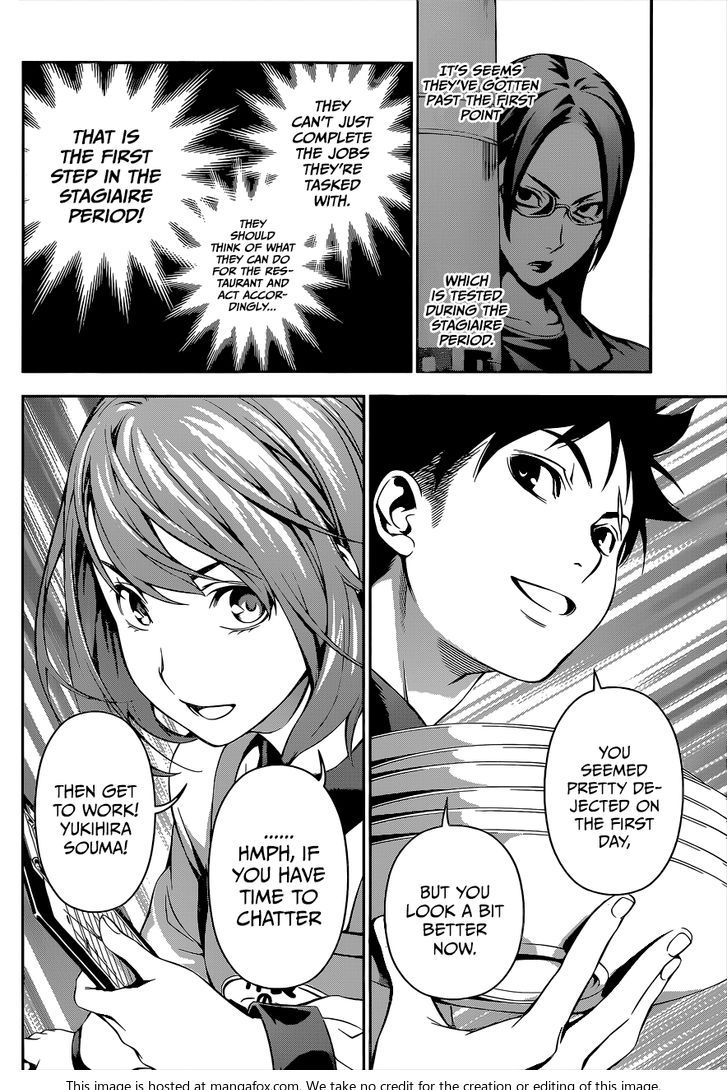 IT'S SEEMS
THEY'VE GOTTEN
PAST THE FIRST
POINT
WHICH
IS TESTED
DURING THE
STAGIAIRE
PERIOD.
THEY
CAN'T JUST
COMPLETE
THE JOBS
THEY'RE
TASKED
WITH.
THEY
SHOULD
THINK OF WHAT
THEY CAN DO
FOR THE RES-
TAURANT AND
ACT ACCOR-
DINGLY...
THAT IS
THE FIRST
STEP IN THE
STAGIAIRE
PERIOD!
YOU
SEEMED
PRETTY DE-
JECTED ON
THE FIRST
DAY,
BUT YOU
LOOK A BIT
BETTER
NOW.
......
HMPH, IF
YOU HAVE
TIME TO
CHATTER
THEN GET
TO WORK!
YUKIHIRA
SOUMA!
This image is hosted at mangafox.com. We take no credit for the creation or editing of this image.